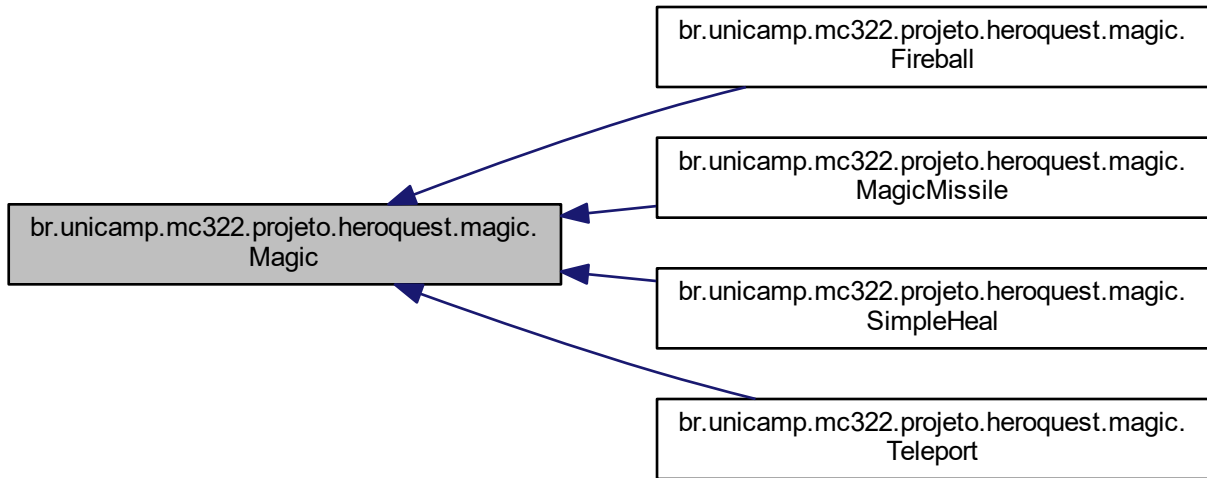 br.unicamp.mc322.projeto.heroquest.magic.
Fireball
br.unicamp.mc322.projeto.heroquest.magic.
MagicMissile
br.unicamp.mc322.projeto.heroquest.magic.
Magic
br.unicamp.mc322.projeto.heroquest.magic.
SimpleHeal
br.unicamp.mc322.projeto.heroquest.magic.
Teleport